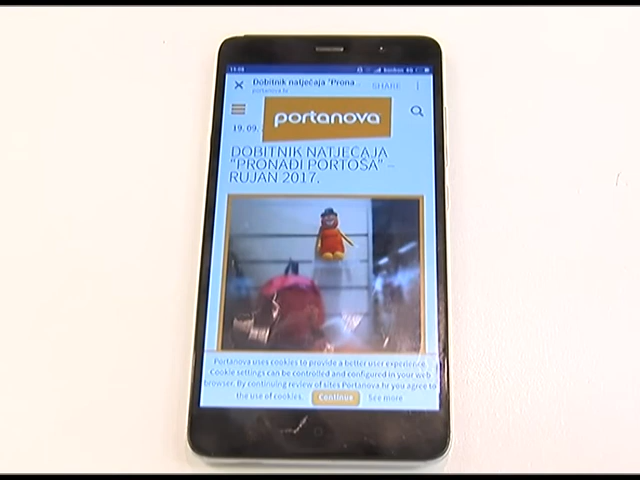 Dobitnik natječaja "Prona...
SHARE
portanova.hr
portanova
19. 09.
DOBITNIK NATJEČAJA
"PRONAĐI PORTOŠA" –
RUJAN 2017.
Portanova uses cookies to provide a better user experience.
Cookie settings can be controlled and configured in your web
browser. By continuing review of sites Portanova.hr you agree to
the use of cookies. Continue See more